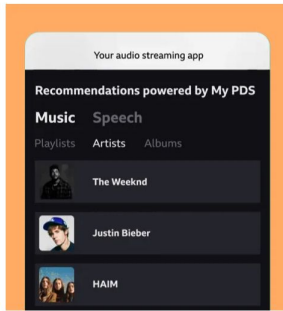 Your audio streaming app
Recommendations powered by My PDS
Music Speech
Playlists Artists Albums
The Weeknd
Justin Bieber
HAIM